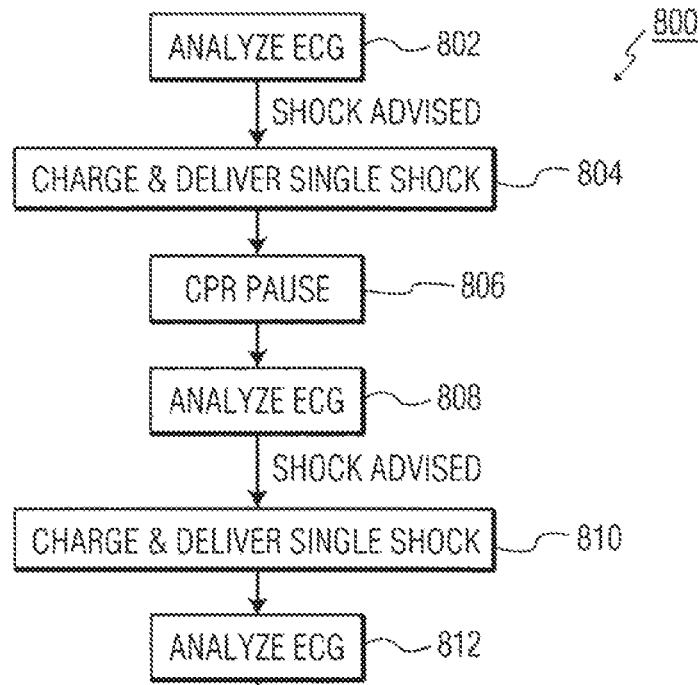 800
ANALYZE ECG 802
SHOCK ADVISED
CHARGE & DELIVER SINGLE SHOCK 804
CPR PAUSE 806
ANALYZE ECG 808
SHOCK ADVISED
CHARGE & DELIVER SINGLE SHOCK 810
ANALYZE ECG 812